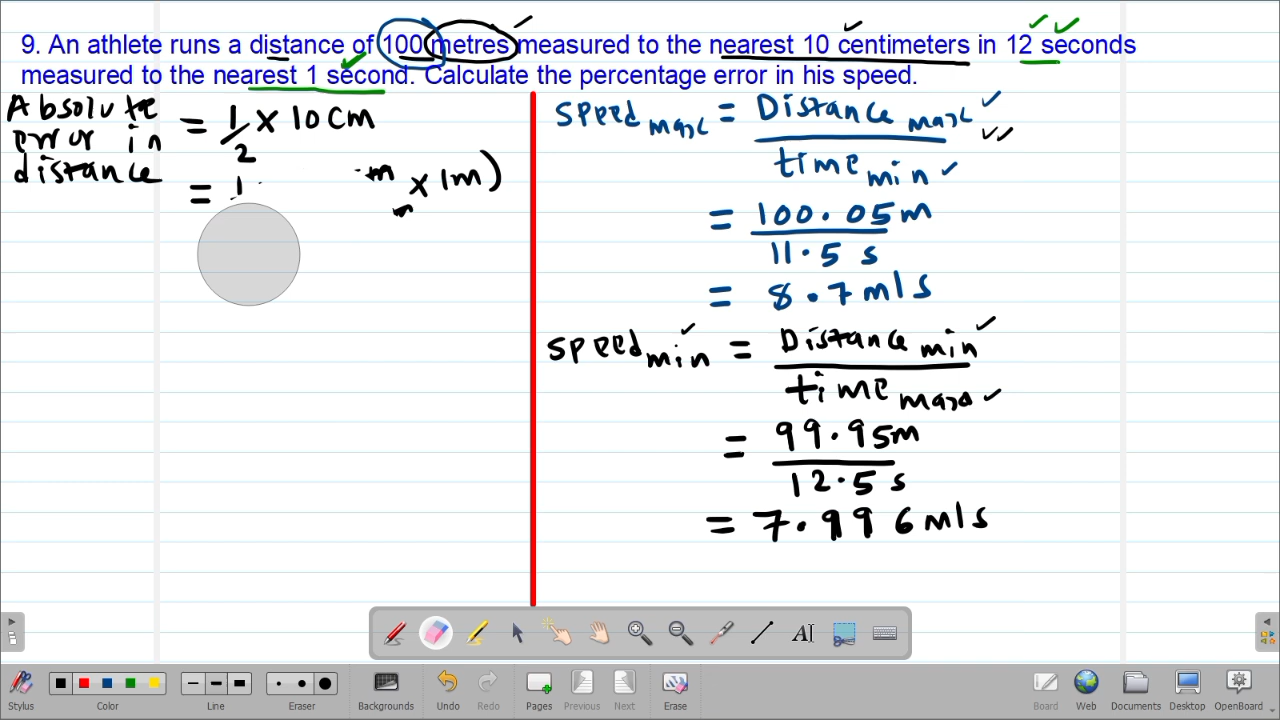 9. An athlete runs a distance of 100 metres measured to the nearest 10 centimeters in 12 seconds
measured to the nearest 1 second. Calculate the percentage error in his speed.
Absolute
error in
distance
= 1/2 × 10 cm
= 1
m × 1m)
speed max = Distance max
time min
= 100.05m
11.5 s
= 8.7 m/s
speed min = Distance min
time max
= 99.95m
12.5 s
= 7.996 m/s
Stylus
Color
Line
Eraser
Backgrounds
Undo
Redo
Pages
Previous
Next
Erase
Board
Web
Documents
Desktop
OpenBoard